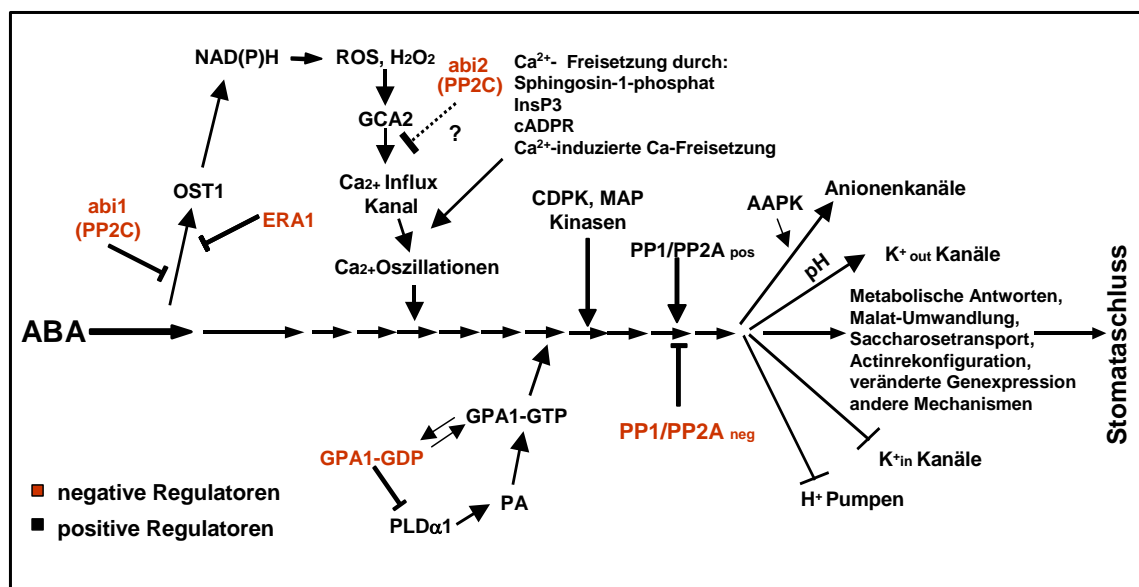 NAD(P)H
ROS, H₂O₂
abi2
(PP2C)
Ca²⁺- Freisetzung durch:
Sphingosin-1-phosphat
InsP3
cADPR
Ca²⁺-induzierte Ca-Freisetzung
GCA2
?
OST1
abi1
(PP2C)
ERA1
Ca₂₊ Influx
Kanal
Ca₂₊Oszillationen
CDPK, MAP
Kinasen
PP1/PP2A pos
AAPK
Anionenkanäle
pH
K⁺ out Kanäle
ABA
Metabolische Antworten,
Malat-Umwandlung,
Saccharosetransport,
Actinrekonfiguration,
veränderte Genexpression
andere Mechanismen
Stomataschluss
GPA1-GTP
GPA1-GDP
PP1/PP2A neg
K⁺in Kanäle
H⁺ Pumpen
PA
PLDα1
negative Regulatoren
positive Regulatoren